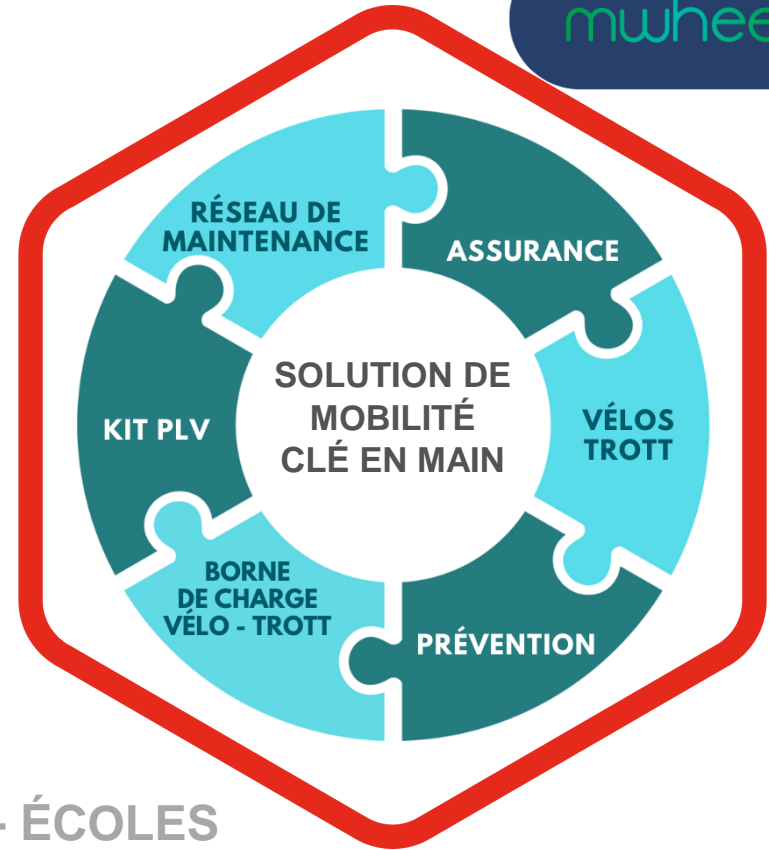 mwhee
RÉSEAU DE
MAINTENANCE
ASSURANCE
KIT PLV
SOLUTION DE
MOBILITÉ
CLÉ EN MAIN
VÉLOS
TROTT
BORNE
DE CHARGE
VÉLO - TROTT
PRÉVENTION
- ÉCOLES